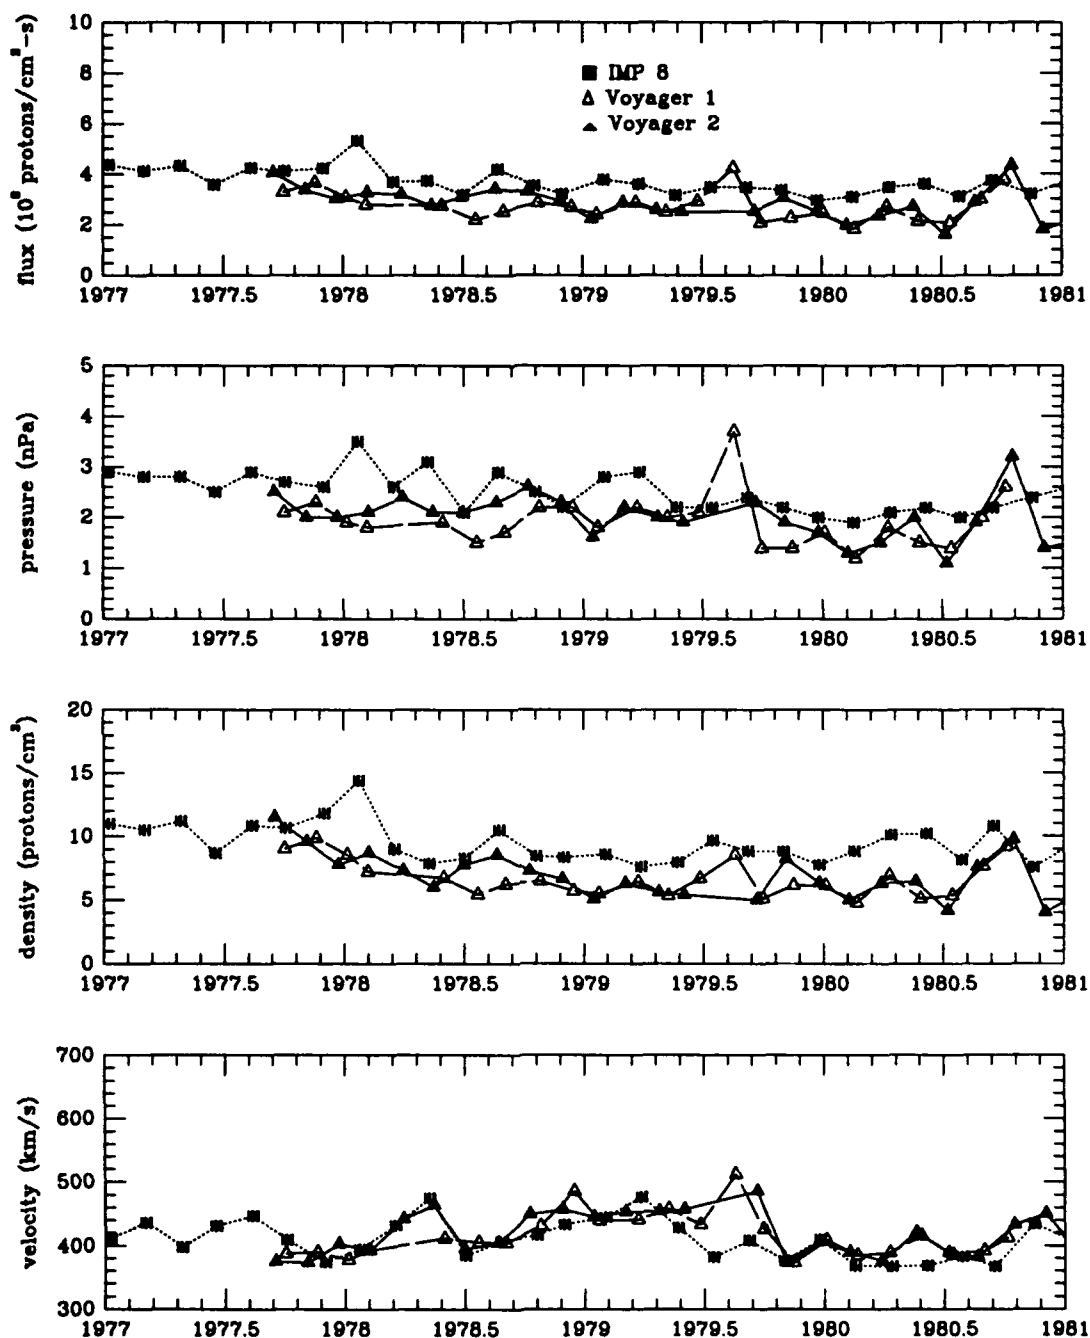 10
8
6
4
2
0
flux (10⁸ protons/cm²-s)
IMP 8
Voyager 1
Voyager 2
1977 1977.5 1978 1978.5 1979 1979.5 1980 1980.5 1981
5
4
3
2
1
0
pressure (nPa)
1977 1977.5 1978 1978.5 1979 1979.5 1980 1980.5 1981
20
15
10
5
0
density (protons/cm³)
1977 1977.5 1978 1978.5 1979 1979.5 1980 1980.5 1981
700
600
500
400
300
velocity (km/s)
1977 1977.5 1978 1978.5 1979 1979.5 1980 1980.5 1981